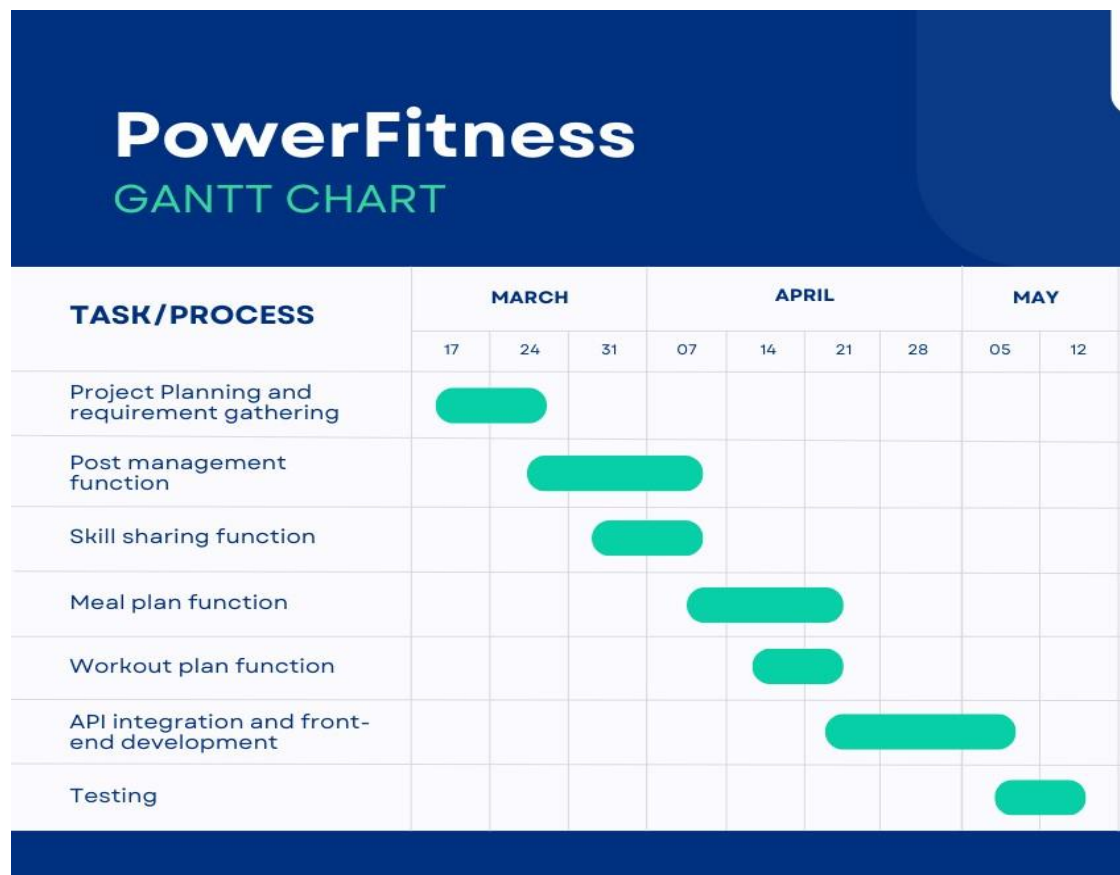 PowerFitness
GANTT CHART
TASK/PROCESS
MARCH
APRIL
MAY
17
24
31
07
14
21
28
05
12
Project Planning and
requirement gathering
Post management
function
Skill sharing function
Meal plan function
Workout plan function
API integration and front-
end development
Testing